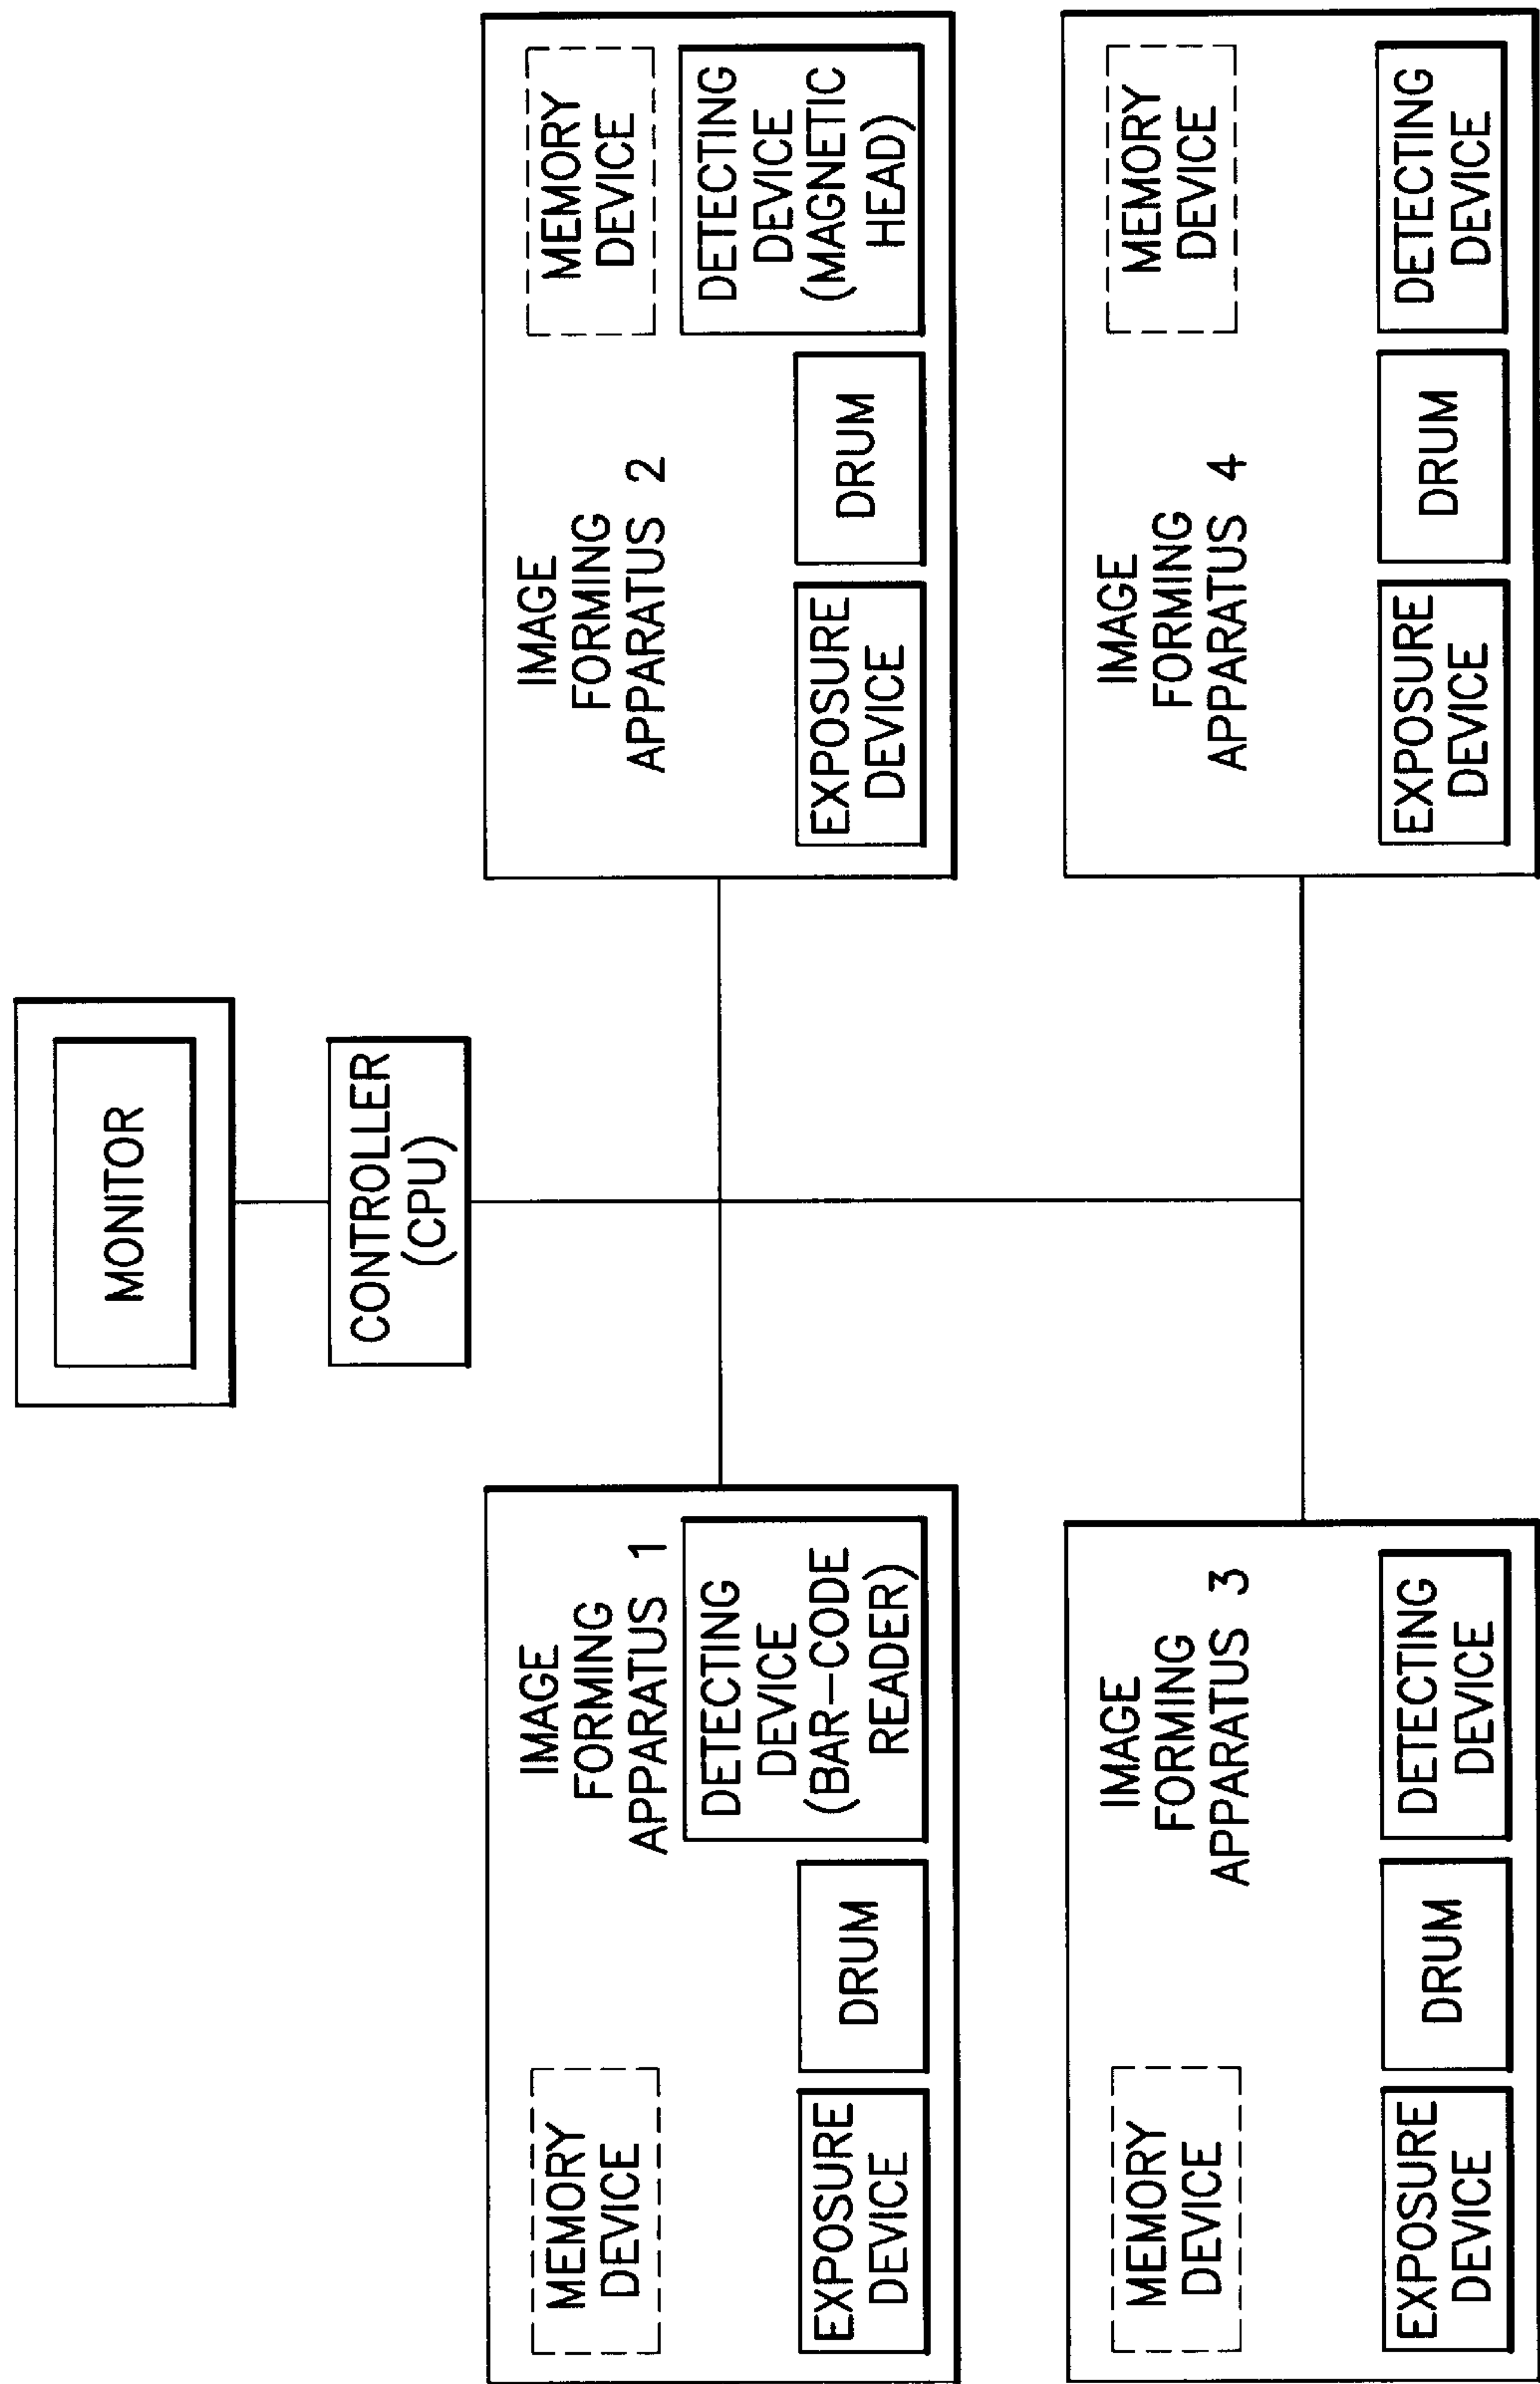 MONITOR
CONTROLLER
(CPU)
IMAGE
FORMING
APPARATUS 1
MEMORY
DEVICE
DETECTING
DEVICE
(BAR-CODE
READER)
DRUM
EXPOSURE
DEVICE
IMAGE
FORMING
APPARATUS 2
MEMORY
DEVICE
DETECTING
DEVICE
(MAGNETIC
HEAD)
DRUM
EXPOSURE
DEVICE
IMAGE
FORMING
APPARATUS 3
MEMORY
DEVICE
DETECTING
DEVICE
DRUM
EXPOSURE
DEVICE
IMAGE
FORMING
APPARATUS 4
MEMORY
DEVICE
DETECTING
DEVICE
DRUM
EXPOSURE
DEVICE